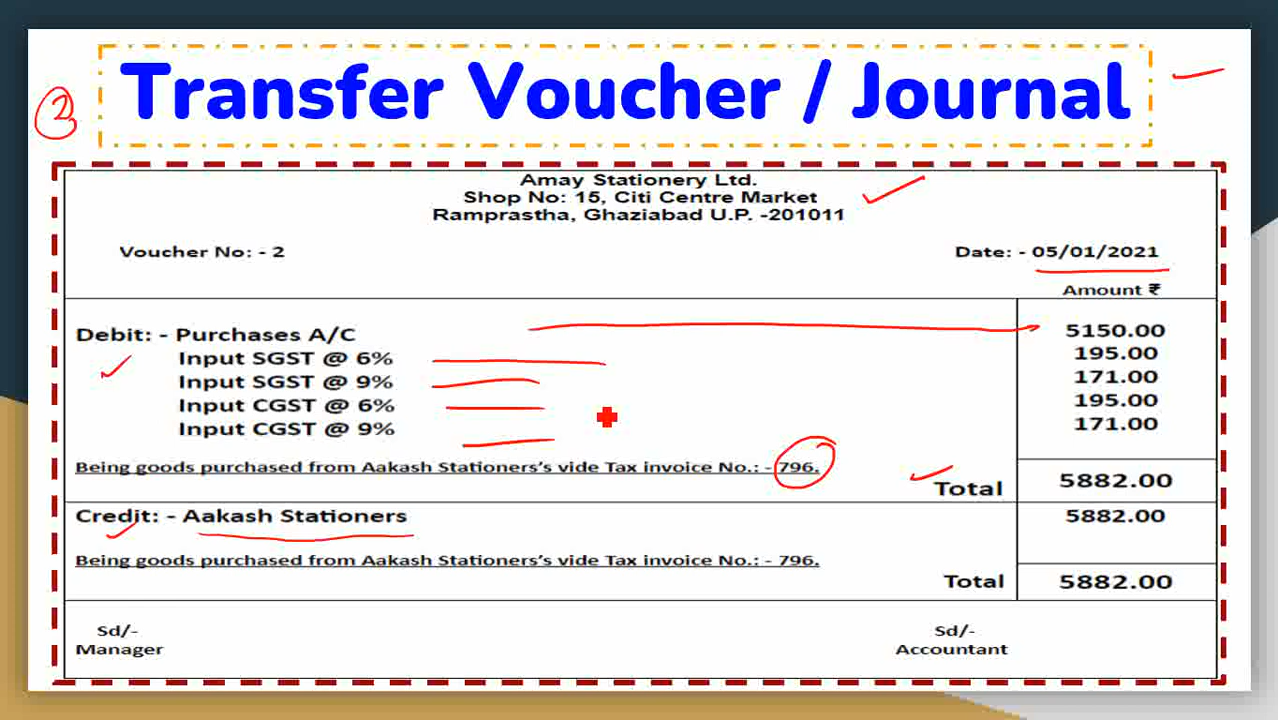 Transfer Voucher / Journal
2
Amay Stationery Ltd.
Shop No: 15, Citi Centre Market
Ramprastha, Ghaziabad U.P. -201011
Voucher No: - 2 Date: - 05/01/2021
Amount ₹
Debit: - Purchases A/C 5150.00
Input SGST @ 6% 195.00
Input SGST @ 9% 171.00
Input CGST @ 6% 195.00
Input CGST @ 9% 171.00
Being goods purchased from Aakash Stationers’s vide Tax invoice No.: - 796.
Total 5882.00
Credit: - Aakash Stationers 5882.00
Being goods purchased from Aakash Stationers’s vide Tax invoice No.: - 796.
Total 5882.00
Sd/- Sd/-
Manager Accountant